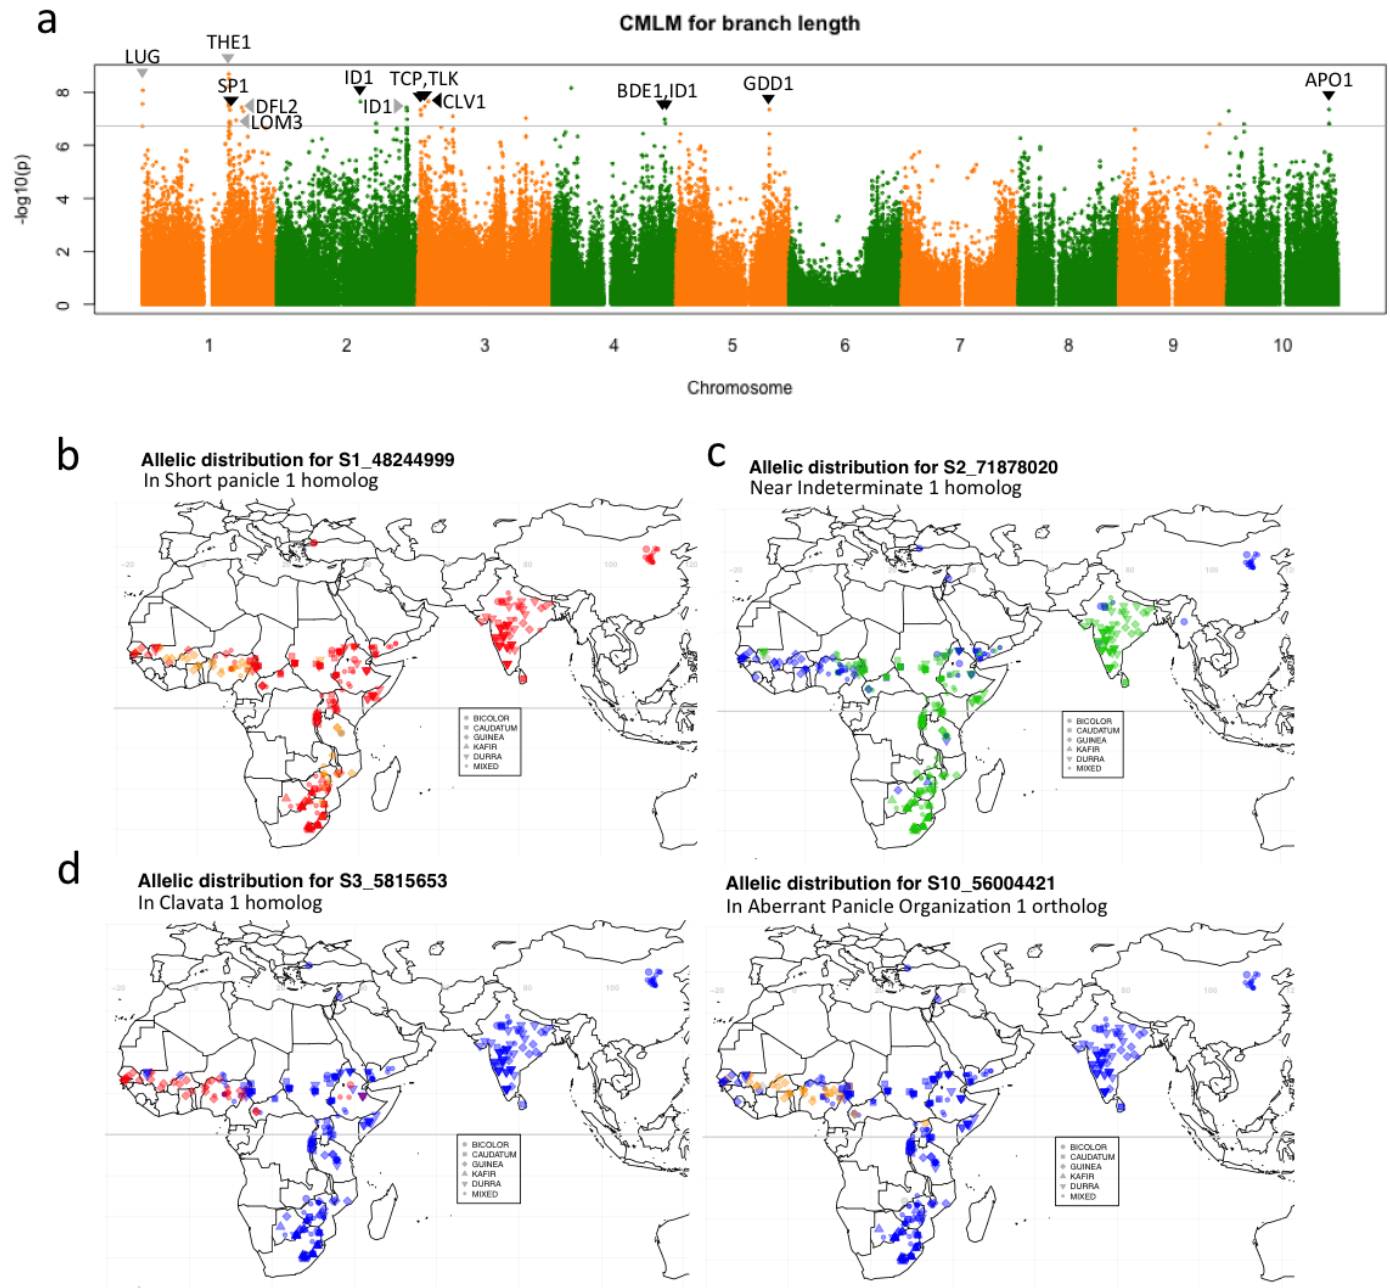 a
CMLM for branch length
THE1
LUG
SP1
DFL2
LOM3
ID1
ID1
TCP,TLK
CLV1
BDE1,ID1
GDD1
APO1
-log10(p)
8
6
4
2
0
1 2 3 4 5 6 7 8 9 10
Chromosome
b
Allelic distribution for S1_48244999
In Short panicle 1 homolog
BICOLOR
CAUDATUM
GUINEA
KAFIR
DURRA
MIXED
c
Allelic distribution for S2_71878020
Near Indeterminate 1 homolog
BICOLOR
CAUDATUM
GUINEA
KAFIR
DURRA
MIXED
d
Allelic distribution for S3_5815653
In Clavata 1 homolog
BICOLOR
CAUDATUM
GUINEA
KAFIR
DURRA
MIXED
Allelic distribution for S10_56004421
In Aberrant Panicle Organization 1 ortholog
BICOLOR
CAUDATUM
GUINEA
KAFIR
DURRA
MIXED